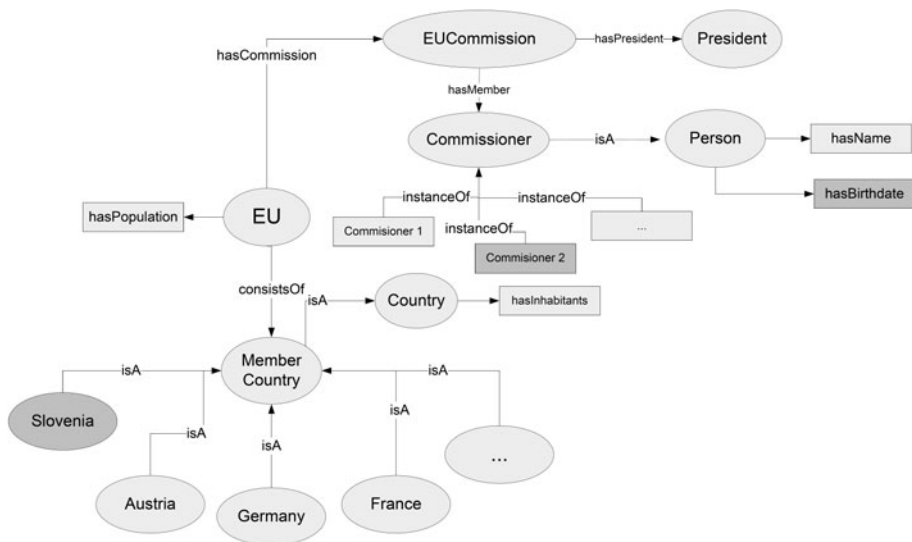 EUCommission
hasPresident
President
hasCommission
hasMember
Commissioner
isA
Person
hasName
hasBirthdate
instanceOf
instanceOf
instanceOf
Commisioner 1
Commisioner 2
...
hasPopulation
EU
consistsOf
isA
Country
hasInhabitants
Member
Country
isA
isA
Slovenia
isA
isA
isA
...
Austria
Germany
France